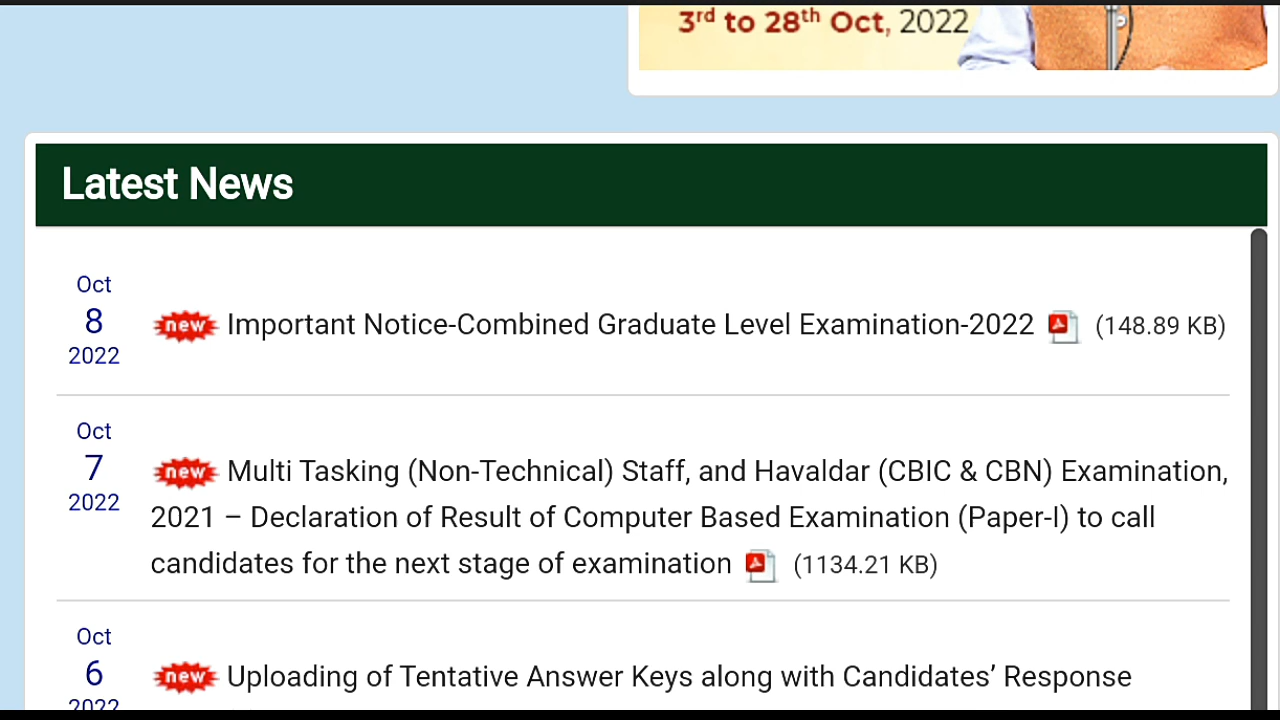 3rd to 28th Oct, 2022
Latest News
Oct
8
2022
new Important Notice-Combined Graduate Level Examination-2022 (148.89 KB)
Oct
7
2022
new Multi Tasking (Non-Technical) Staff, and Havaldar (CBIC & CBN) Examination,
2021 – Declaration of Result of Computer Based Examination (Paper-I) to call
candidates for the next stage of examination (1134.21 KB)
Oct
6
2022
new Uploading of Tentative Answer Keys along with Candidates’ Response